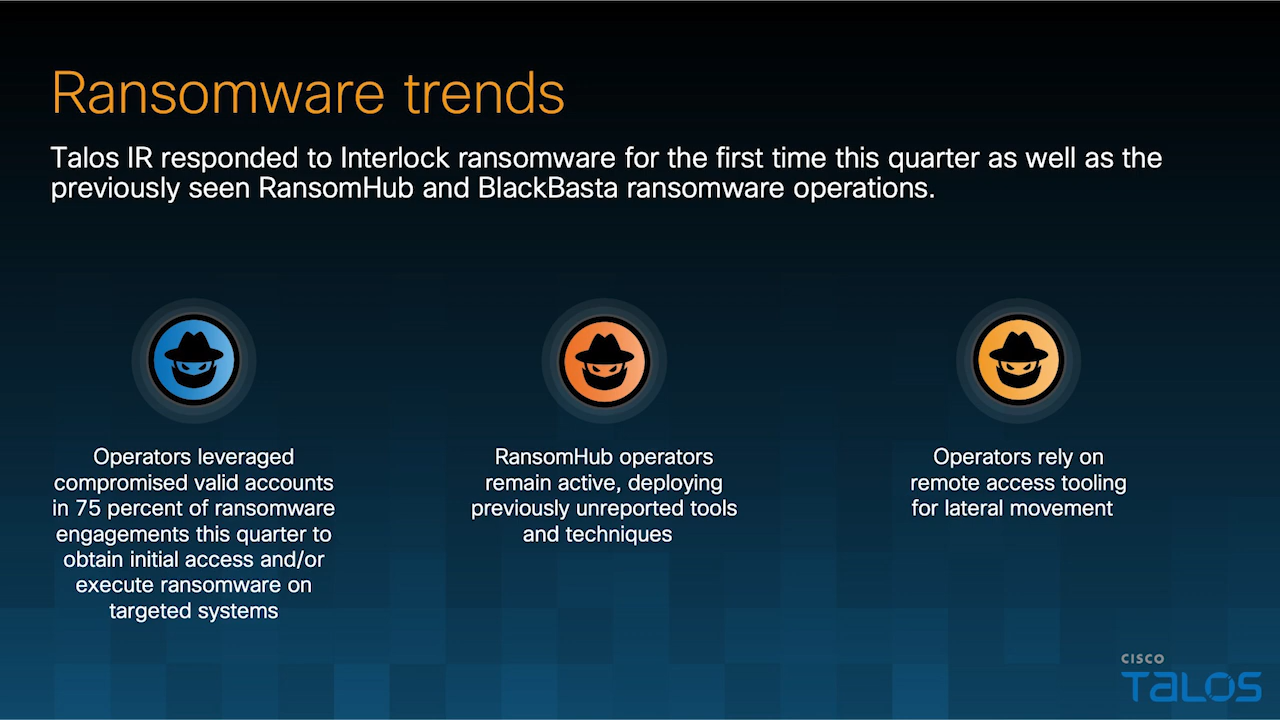 Ransomware trends
Talos IR responded to Interlock ransomware for the first time this quarter as well as the
previously seen RansomHub and BlackBasta ransomware operations.
Operators leveraged
compromised valid accounts
in 75 percent of ransomware
engagements this quarter to
obtain initial access and/or
execute ransomware on
targeted systems
RansomHub operators
remain active, deploying
previously unreported tools
and techniques
Operators rely on
remote access tooling
for lateral movement
CISCO
TALOS